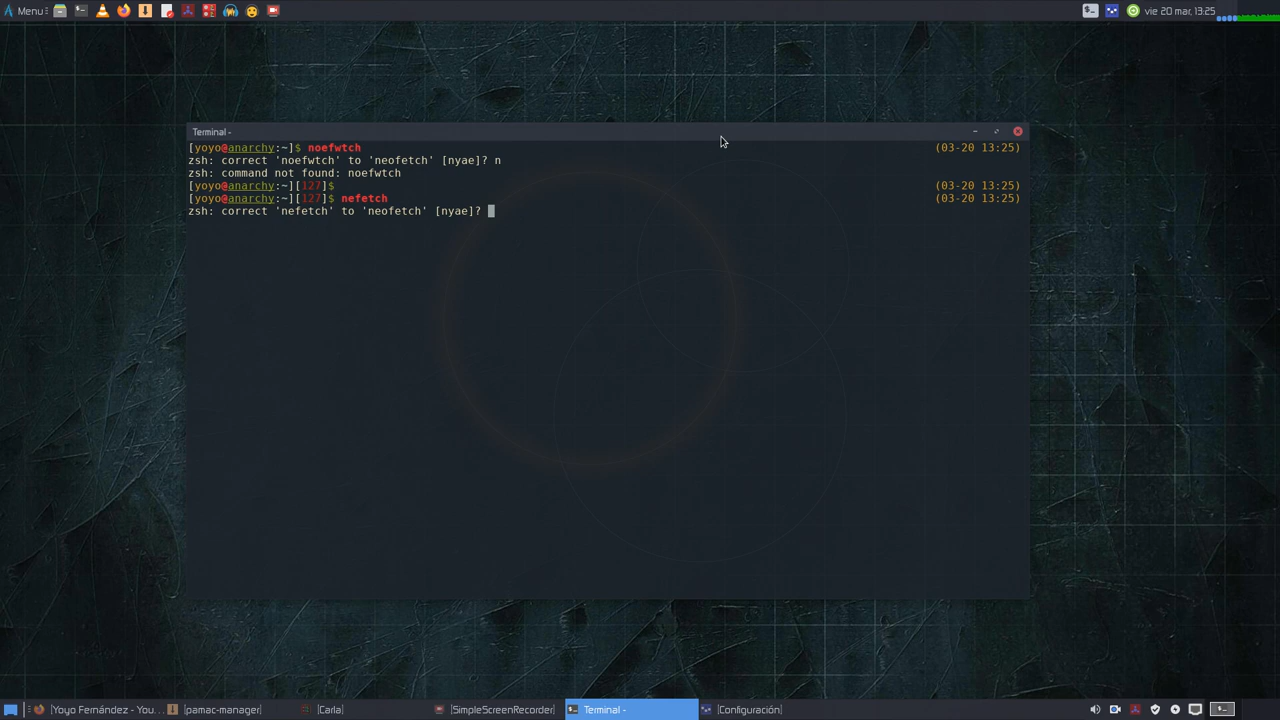 Menu
vie 20 mar, 13:25
Terminal -
[yoyo@anarchy:~]$ noefwtch (03-20 13:25)
zsh: correct 'noefwtch' to 'neofetch' [nyae]? n
zsh: command not found: noefwtch
[yoyo@anarchy:~][127]$ (03-20 13:25)
[yoyo@anarchy:~][127]$ nefetch (03-20 13:25)
zsh: correct 'nefetch' to 'neofetch' [nyae]?
[Yoyo Fernández - You... [pamac-manager] [Carla] [SimpleScreenRecorder] Terminal - [Configuración]